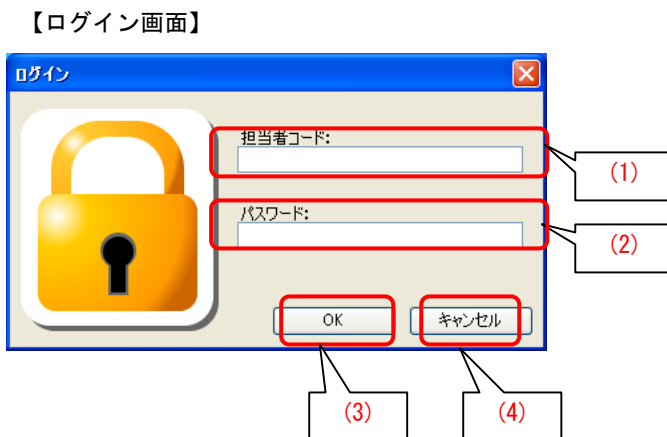 【ログイン画面】
ログイン
担当者コード:
(1)
パスワード:
(2)
OK
キャンセル
(3)
(4)